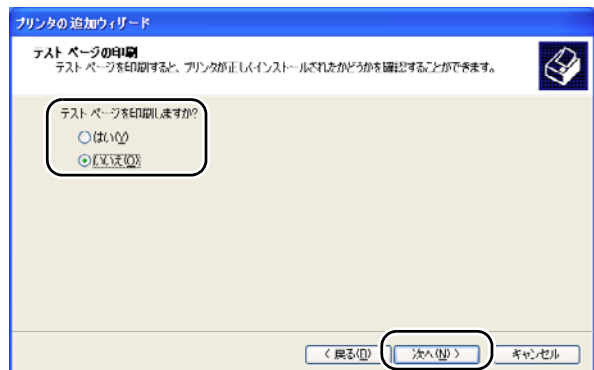 プリンタの追加ウィザード
テスト ページの印刷
テスト ページを印刷すると、プリンタが正しくインストールされたかどうかを確認することができます。
テスト ページを印刷しますか?
はい(Y)
いいえ(O)
< 戻る(B)
次へ(N) >
キャンセル